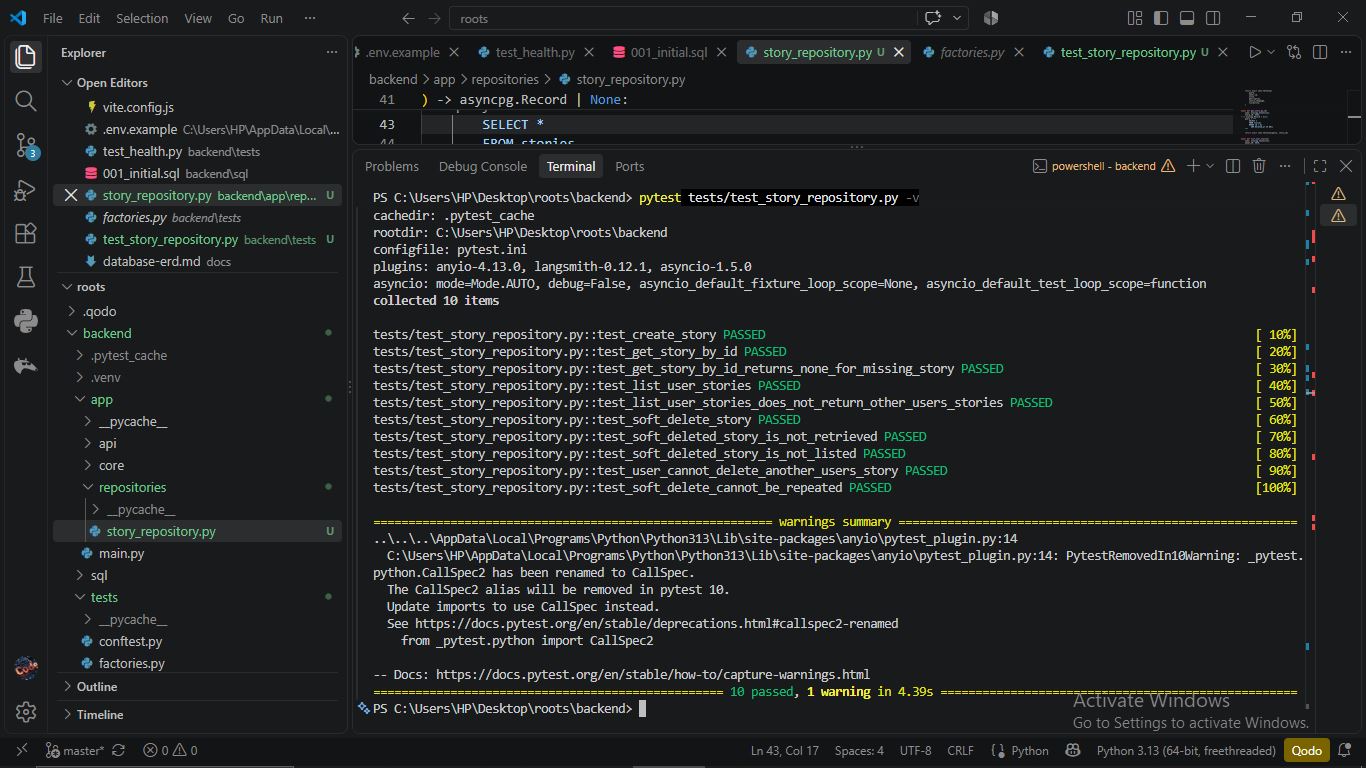 File Edit Selection View Go Run ···
roots
Explorer ···
Open Editors
vite.config.js
.env.example C:\Users\HP\AppData\Local\...
test_health.py backend\tests
001_initial.sql backend\sql
story_repository.py backend\app\rep... U
factories.py backend\tests
test_story_repository.py backend\tests U
database-erd.md docs
roots
.qodo
backend
.pytest_cache
.venv
app
__pycache__
api
core
repositories
__pycache__
story_repository.py U
main.py
sql
tests
__pycache__
conftest.py
factories.py
Outline
Timeline
3
.env.example test_health.py 001_initial.sql story_repository.py U factories.py test_story_repository.py U
backend > app > repositories > story_repository.py
41 ) -> asyncpg.Record | None:
43 SELECT *
44 FROM stories
Problems Debug Console Terminal Ports
powershell - backend
PS C:\Users\HP\Desktop\roots\backend> pytest tests/test_story_repository.py -v
cachedir: .pytest_cache
rootdir: C:\Users\HP\Desktop\roots\backend
configfile: pytest.ini
plugins: anyio-4.13.0, langsmith-0.12.1, asyncio-1.5.0
asyncio: mode=Mode.AUTO, debug=False, asyncio_default_fixture_loop_scope=None, asyncio_default_test_loop_scope=function
collected 10 items
tests/test_story_repository.py::test_create_story PASSED [ 10%]
tests/test_story_repository.py::test_get_story_by_id PASSED [ 20%]
tests/test_story_repository.py::test_get_story_by_id_returns_none_for_missing_story PASSED [ 30%]
tests/test_story_repository.py::test_list_user_stories PASSED [ 40%]
tests/test_story_repository.py::test_list_user_stories_does_not_return_other_users_stories PASSED [ 50%]
tests/test_story_repository.py::test_soft_delete_story PASSED [ 60%]
tests/test_story_repository.py::test_soft_deleted_story_is_not_retrieved PASSED [ 70%]
tests/test_story_repository.py::test_soft_deleted_story_is_not_listed PASSED [ 80%]
tests/test_story_repository.py::test_user_cannot_delete_another_users_story PASSED [ 90%]
tests/test_story_repository.py::test_soft_delete_cannot_be_repeated PASSED [100%]
warnings summary
..\..\..\AppData\Local\Programs\Python\Python313\Lib\site-packages\anyio\pytest_plugin.py:14
C:\Users\HP\AppData\Local\Programs\Python\Python313\Lib\site-packages\anyio\pytest_plugin.py:14: PytestRemovedIn10Warning: _pytest.
python.CallSpec2 has been renamed to CallSpec.
The CallSpec2 alias will be removed in pytest 10.
Update imports to use CallSpec instead.
See https://docs.pytest.org/en/stable/deprecations.html#callspec2-renamed
from _pytest.python import CallSpec2
-- Docs: https://docs.pytest.org/en/stable/how-to/capture-warnings.html
10 passed, 1 warning in 4.39s
PS C:\Users\HP\Desktop\roots\backend>
Activate Windows
Go to Settings to activate Windows.
master* 0 0 Ln 43, Col 17 Spaces: 4 UTF-8 CRLF Python Python 3.13 (64-bit, freethreaded) Qodo